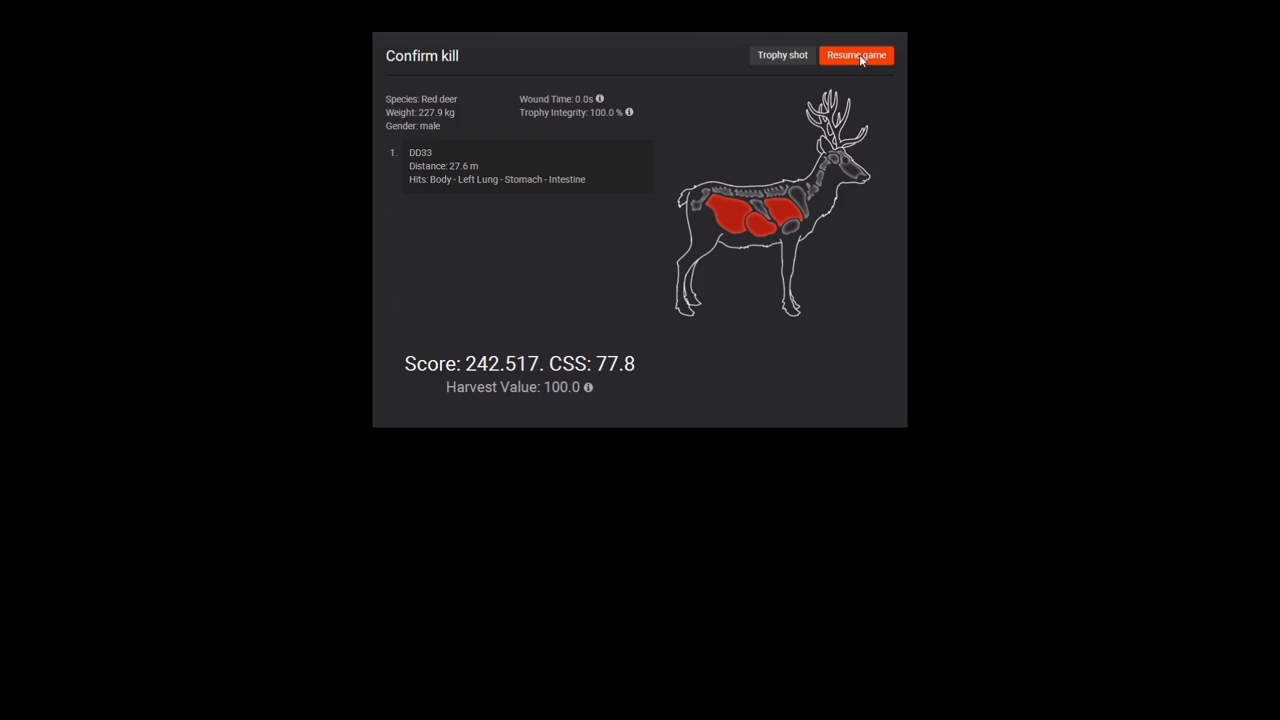 Confirm kill
Trophy shot
Resume game
Species: Red deer
Wound Time: 0.0s
Weight: 227.9 kg
Trophy Integrity: 100.0 %
Gender: male
1.
DD33
Distance: 27.6 m
Hits: Body - Left Lung - Stomach - Intestine
Score: 242.517. CSS: 77.8
Harvest Value: 100.0